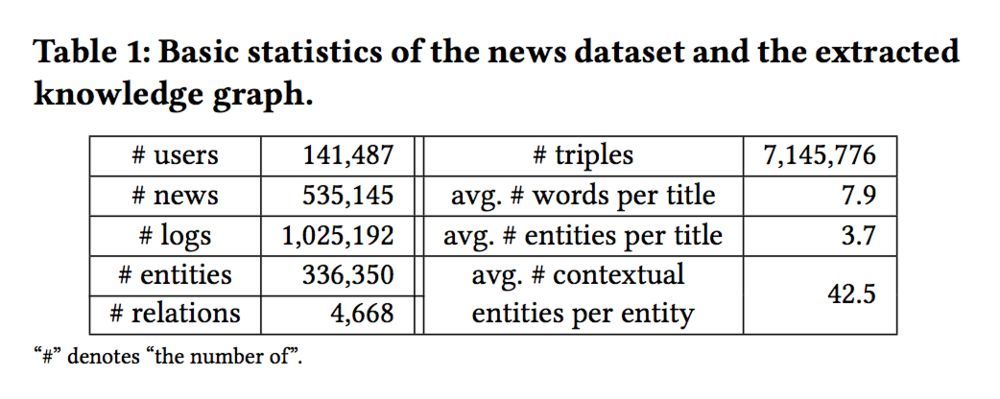 Table 1: Basic statistics of the news dataset and the extracted
knowledge graph.
# users 141,487 # triples 7,145,776
# news 535,145 avg. # words per title 7.9
# logs 1,025,192 avg. # entities per title 3.7
# entities 336,350 avg. # contextual
entities per entity 42.5
# relations 4,668
“#” denotes “the number of”.